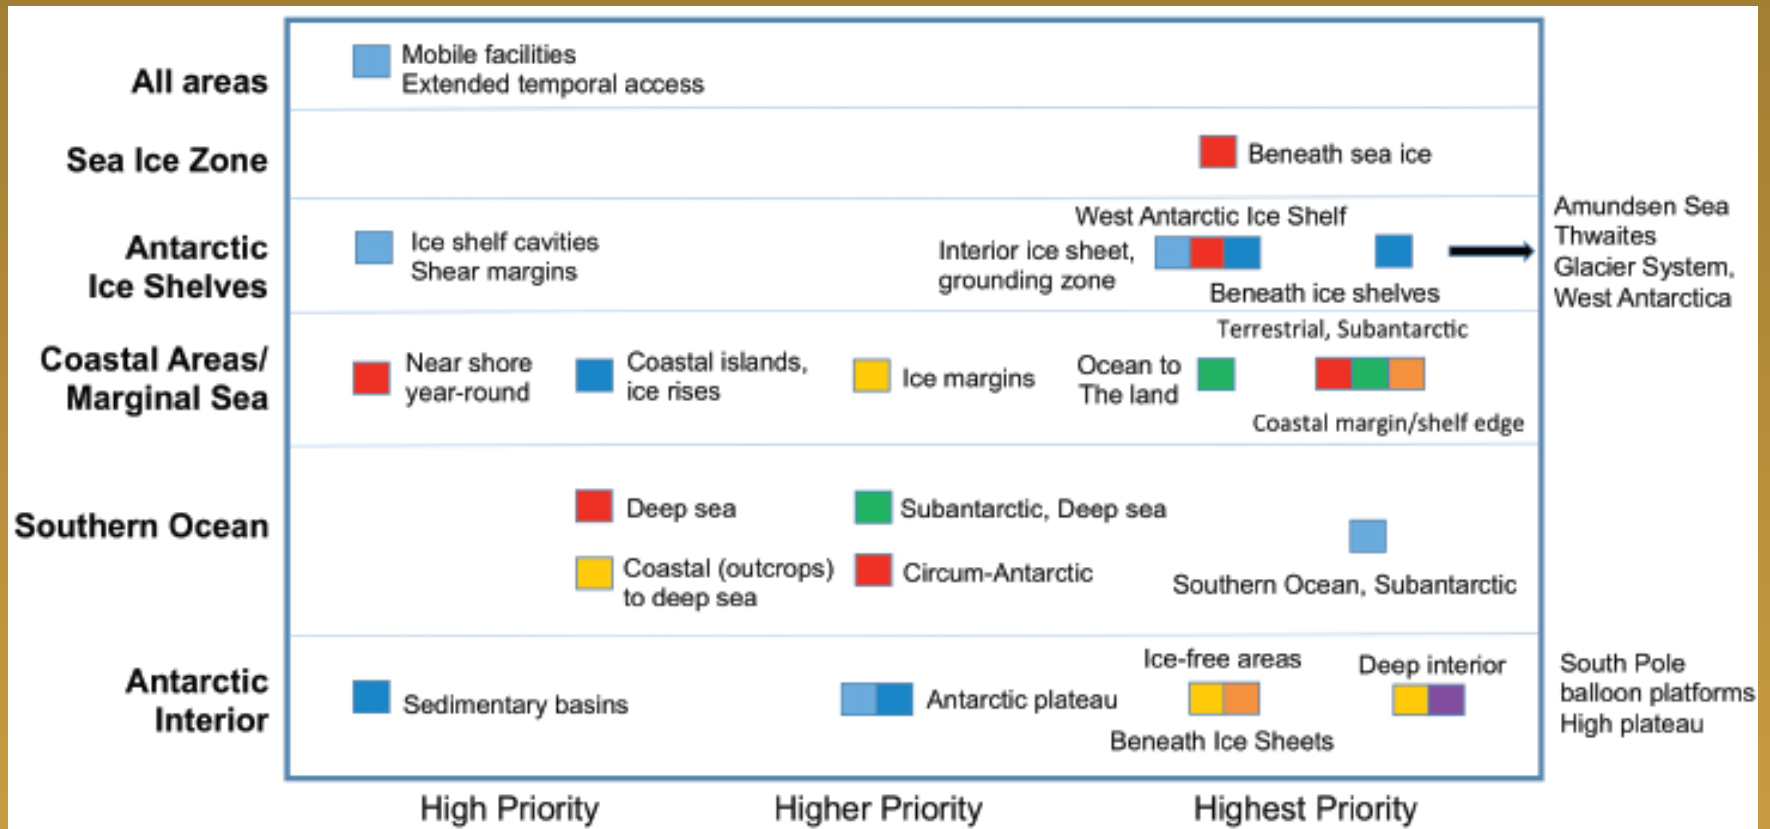 All areas
Mobile facilities
Extended temporal access
Sea Ice Zone
Beneath sea ice
Antarctic
Ice Shelves
Ice shelf cavities
Shear margins
West Antarctic Ice Shelf
Interior ice sheet,
grounding zone
Beneath ice shelves
Amundsen Sea
Thwaites
Glacier System,
West Antarctica
Coastal Areas/
Marginal Sea
Near shore
year-round
Coastal islands,
ice rises
Ice margins
Ocean to
The land
Terrestrial, Subantarctic
Coastal margin/shelf edge
Southern Ocean
Deep sea
Coastal (outcrops)
to deep sea
Subantarctic, Deep sea
Circum-Antarctic
Southern Ocean, Subantarctic
Antarctic
Interior
Sedimentary basins
Antarctic plateau
Ice-free areas
Beneath Ice Sheets
Deep interior
South Pole
balloon platforms
High plateau
High Priority
Higher Priority
Highest Priority